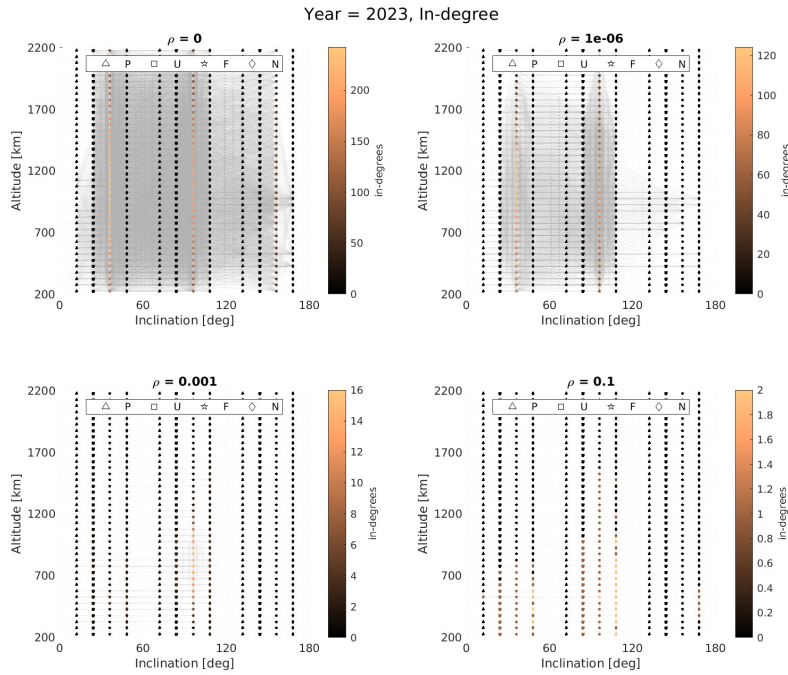 Year = 2023, In-degree
ρ = 0
△ P □ U ☆ F ◇ N
2200
1700
1200
700
200
Altitude [km]
0 60 120 180
Inclination [deg]
200
150
100
50
0
in-degrees
ρ = 1e-06
△ P □ U ☆ F ◇ N
2200
1700
1200
700
200
Altitude [km]
0 60 120 180
Inclination [deg]
120
100
80
60
40
20
0
in-degrees
ρ = 0.001
△ P □ U ☆ F ◇ N
2200
1700
1200
700
200
Altitude [km]
0 60 120 180
Inclination [deg]
16
14
12
10
8
6
4
2
0
in-degrees
ρ = 0.1
△ P □ U ☆ F ◇ N
2200
1700
1200
700
200
Altitude [km]
0 60 120 180
Inclination [deg]
2
1.8
1.6
1.4
1.2
1
0.8
0.6
0.4
0.2
0
in-degrees